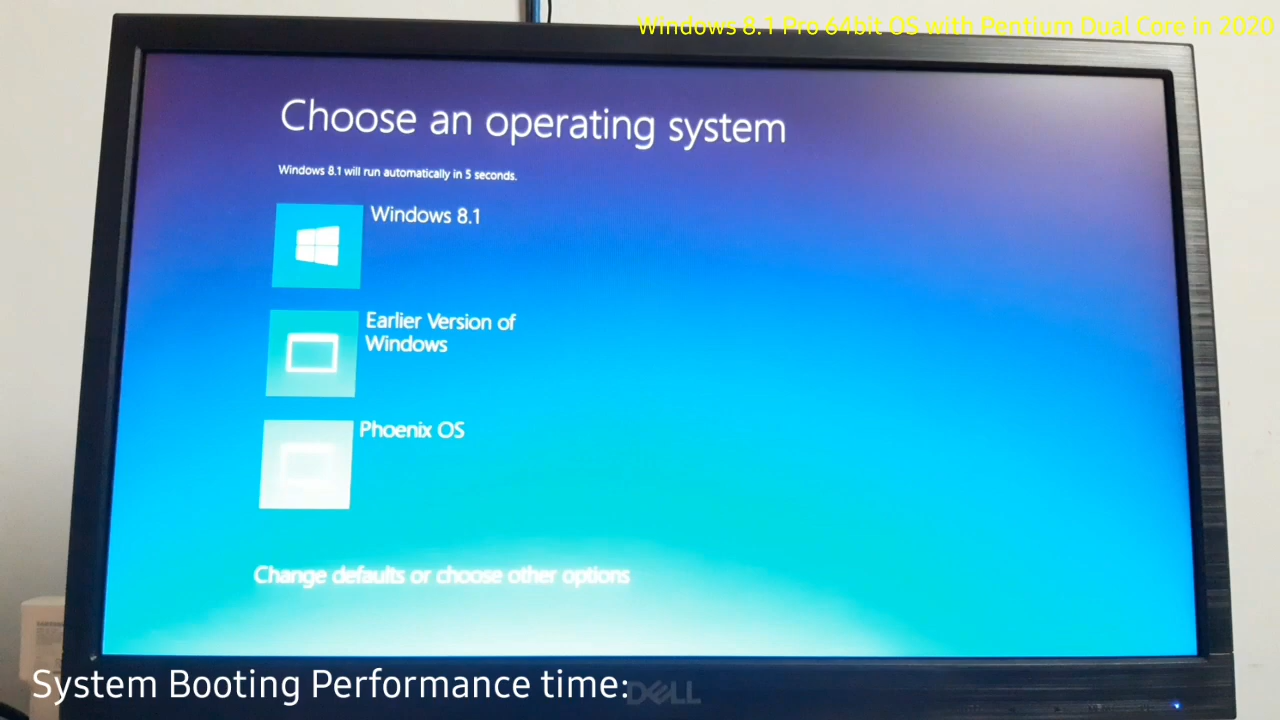 Windows 8.1 Pro 64bit OS with Pentium Dual Core in 2020
Choose an operating system
Windows 8.1 will run automatically in 5 seconds.
Windows 8.1
Earlier Version of
Windows
Phoenix OS
Change defaults or choose other options
System Booting Performance time:
DELL